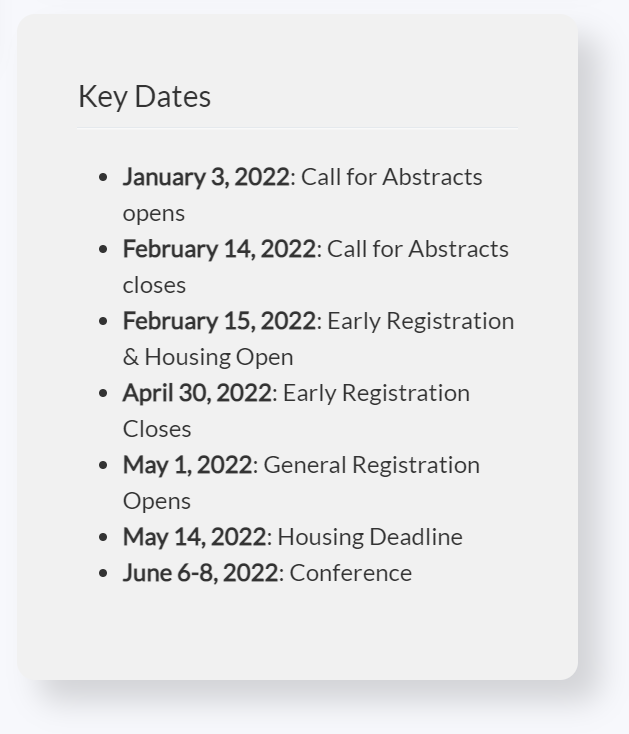 Key Dates
January 3, 2022: Call for Abstracts
opens
February 14, 2022: Call for Abstracts
closes
February 15, 2022: Early Registration
& Housing Open
April 30, 2022: Early Registration
Closes
May 1, 2022: General Registration
Opens
May 14, 2022: Housing Deadline
June 6-8, 2022: Conference